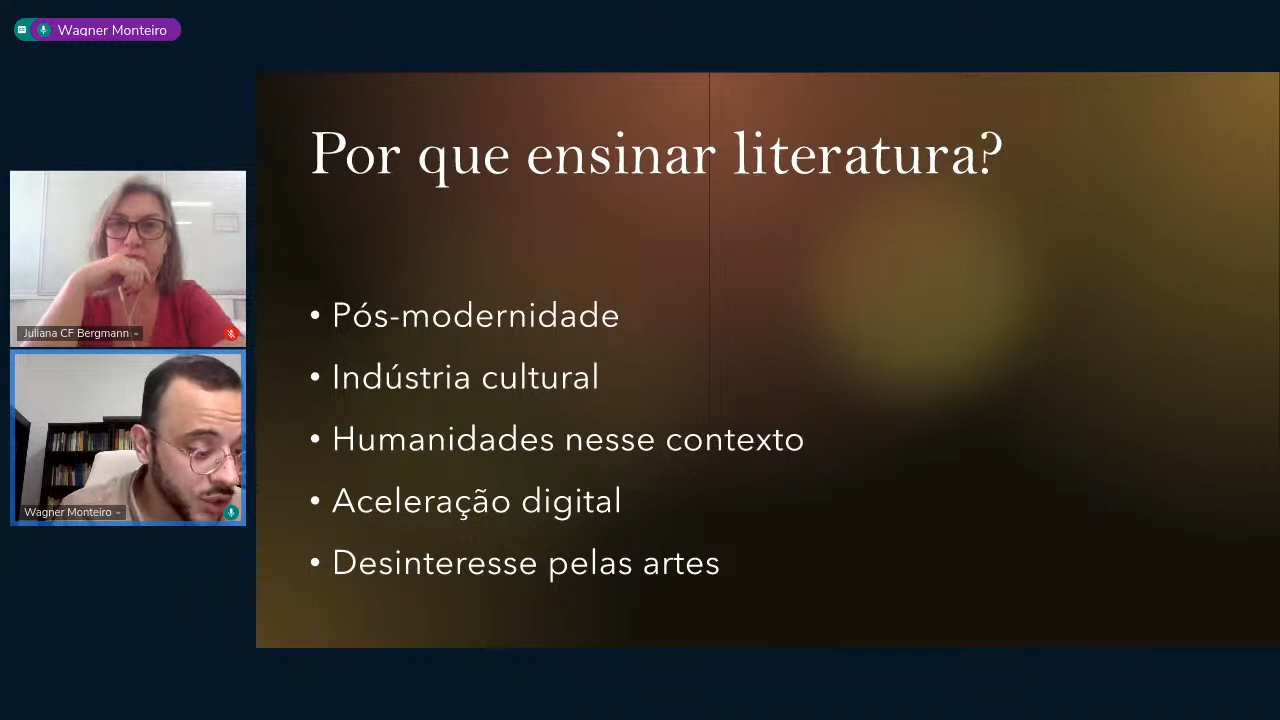 Wagner Monteiro
Por que ensinar literatura?
• Pós-modernidade
• Indústria cultural
• Humanidades nesse contexto
• Aceleração digital
• Desinteresse pelas artes
Juliana CF Bergmann
Wagner Monteiro